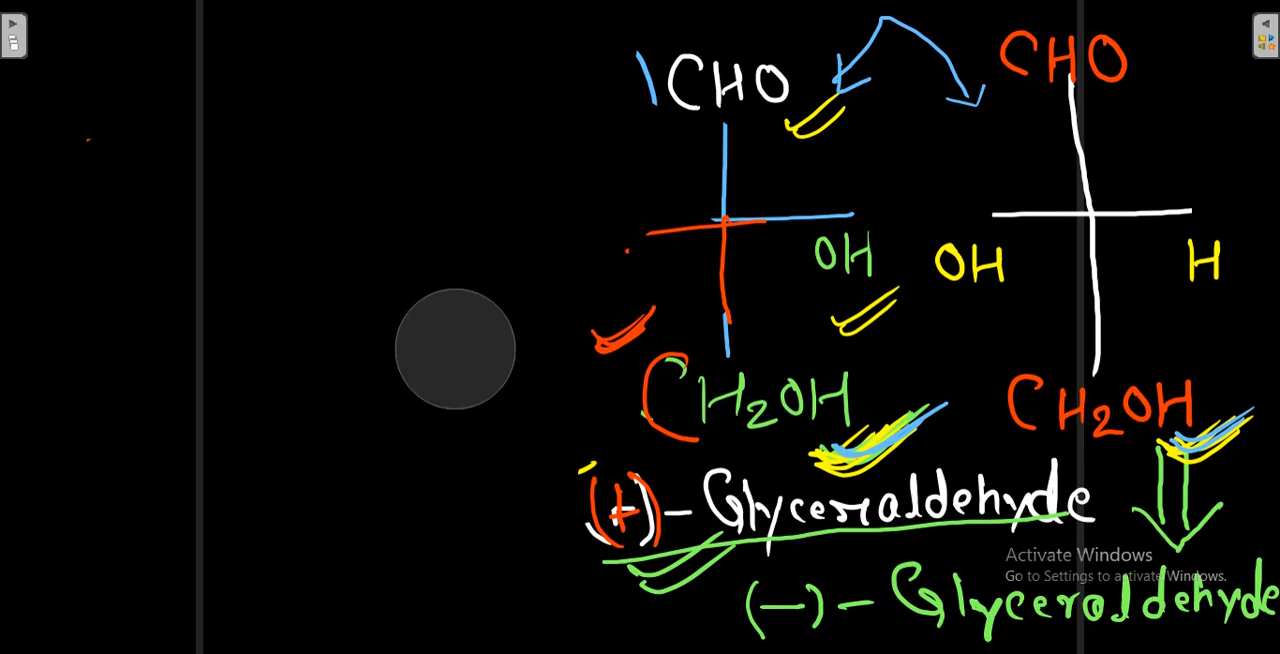 CHO CHO
OH OH H
CH2OH CH2OH
(+)- Glyceraldehyde
Activate Windows
Go to Settings to activate Windows.
(-)- Glyceraldehyde